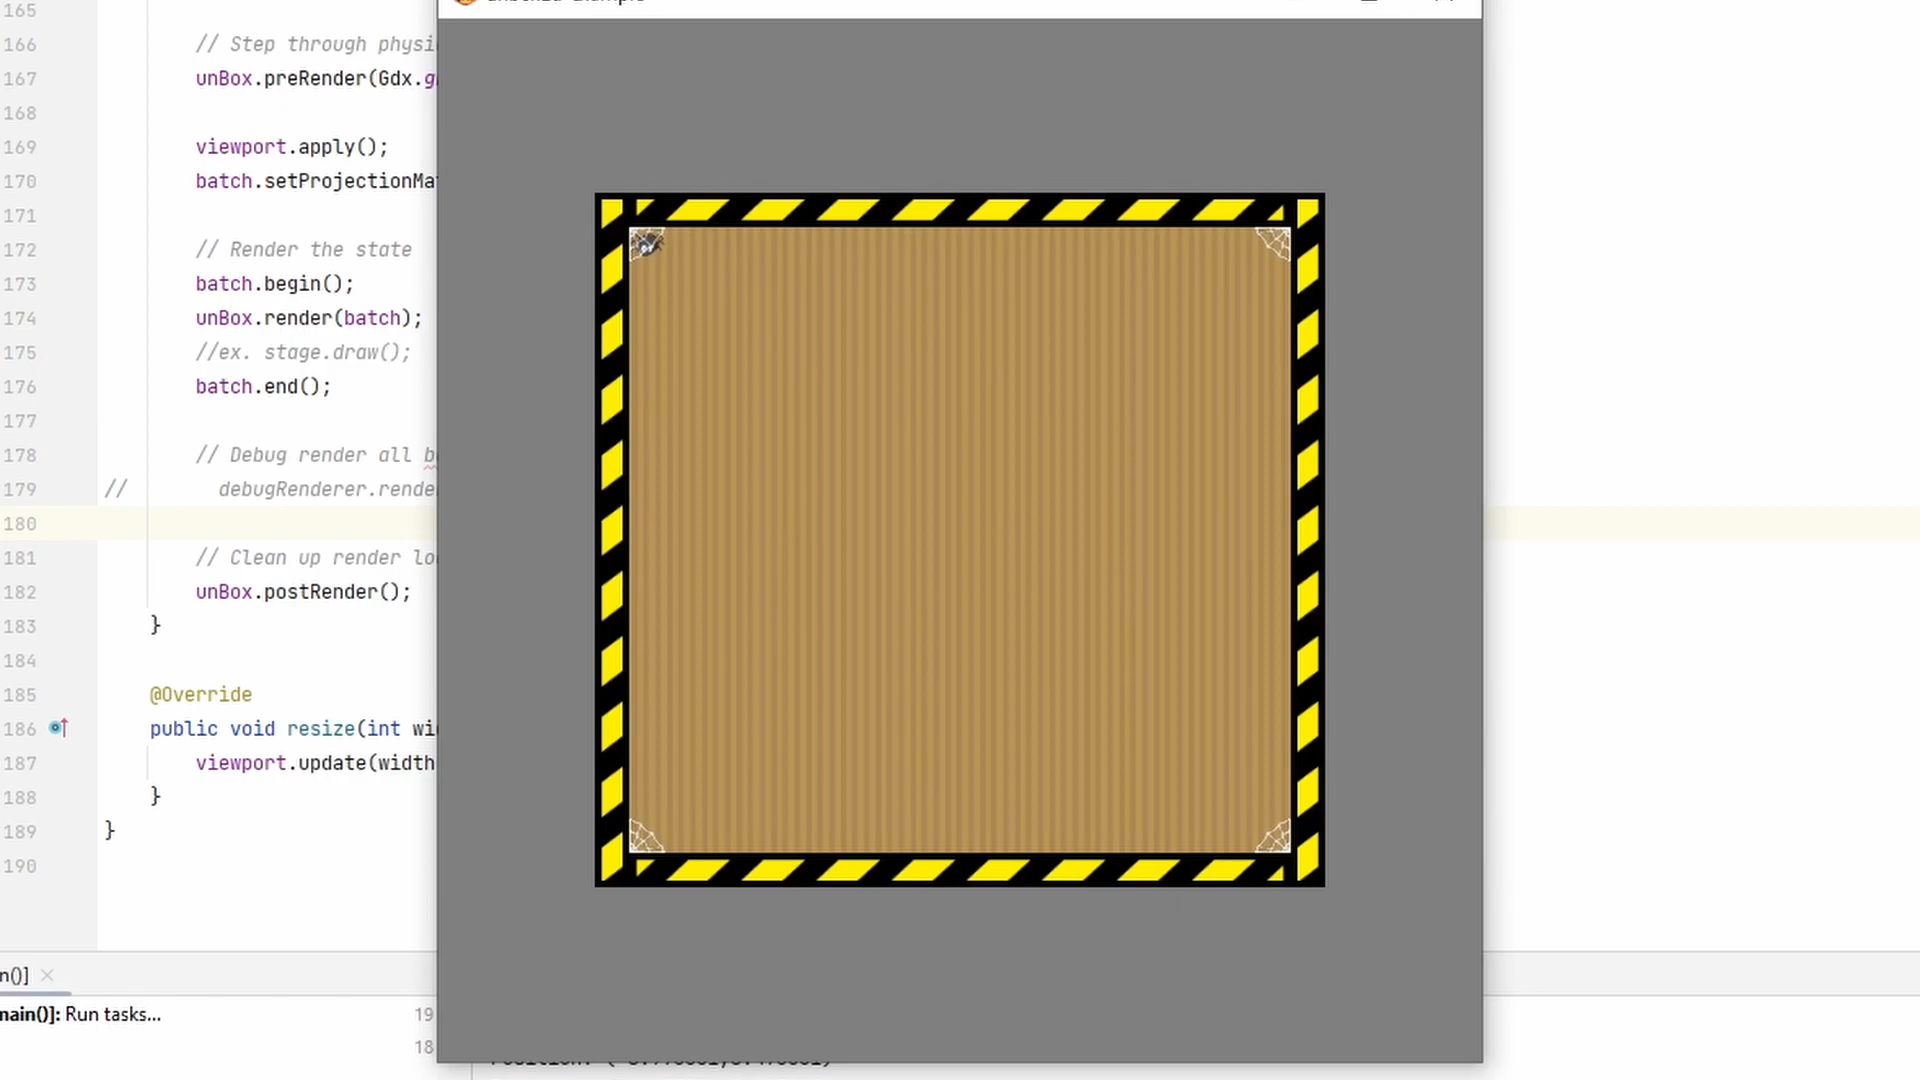 165
166 // Step through physi
167 unBox.preRender(Gdx.g
168
169 viewport.apply();
170 batch.setProjectionMa
171
172 // Render the state
173 batch.begin();
174 unBox.render(batch);
175 //ex. stage.draw();
176 batch.end();
177
178 // Debug render all b
179 // debugRenderer.rende
180
181 // Clean up render lo
182 unBox.postRender();
183 }
184
185 @Override
186 public void resize(int wi
187 viewport.update(width
188 }
189 }
190
n()]
main()]: Run tasks...
19
18